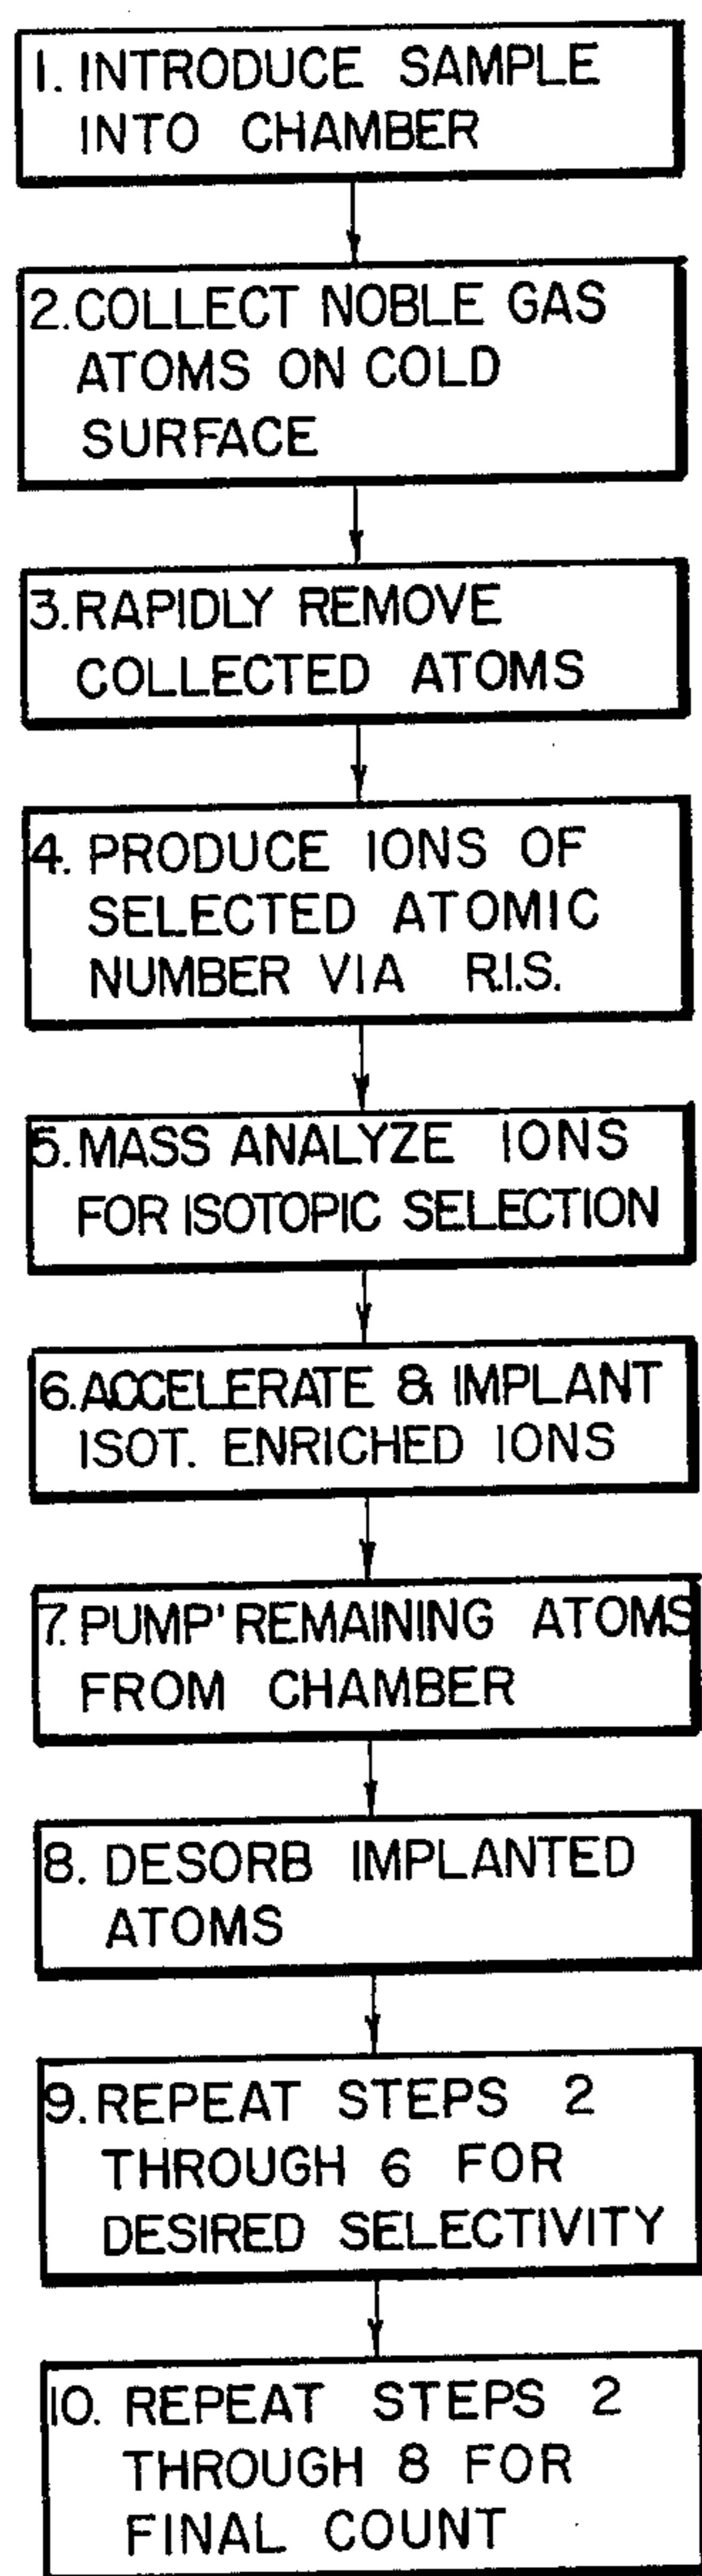 1. INTRODUCE SAMPLE
INTO CHAMBER
2. COLLECT NOBLE GAS
ATOMS ON COLD
SURFACE
3. RAPIDLY REMOVE
COLLECTED ATOMS
4. PRODUCE IONS OF
SELECTED ATOMIC
NUMBER VIA R.I.S.
5. MASS ANALYZE IONS
FOR ISOTOPIC SELECTION
6. ACCELERATE & IMPLANT
ISOT. ENRICHED IONS
7. PUMP' REMAINING ATOMS
FROM CHAMBER
8. DESORB IMPLANTED
ATOMS
9. REPEAT STEPS 2
THROUGH 6 FOR
DESIRED SELECTIVITY
10. REPEAT STEPS 2
THROUGH 8 FOR
FINAL COUNT